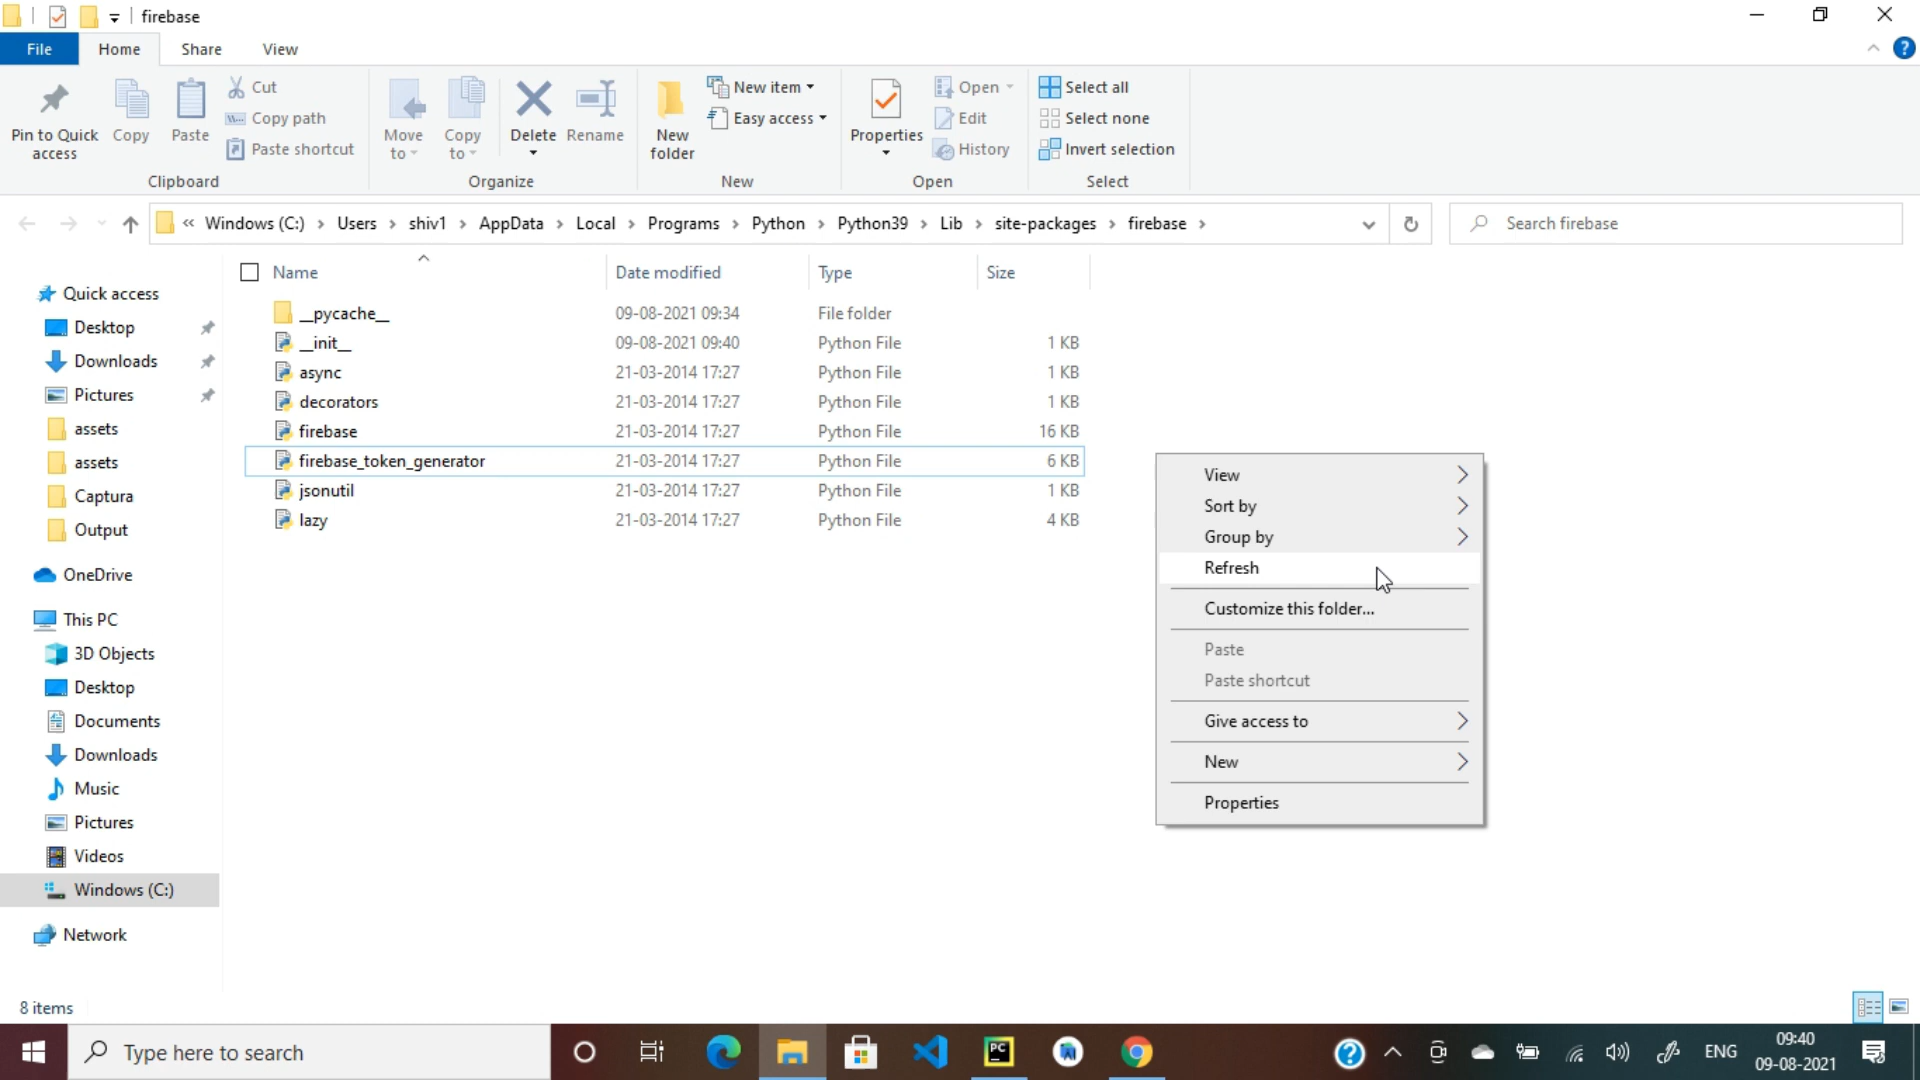 firebase
File Home Share View
Pin to Quick access
Copy
Paste
Cut
Copy path
Paste shortcut
Clipboard
Move to
Copy to
Delete
Rename
Organize
New folder
New item
Easy access
New
Properties
Open
Edit
History
Open
Select all
Select none
Invert selection
Select
« Windows (C:) › Users › shiv1 › AppData › Local › Programs › Python › Python39 › Lib › site-packages › firebase ›
Search firebase
Quick access
Desktop
Downloads
Pictures
assets
assets
Captura
Output
OneDrive
This PC
3D Objects
Desktop
Documents
Downloads
Music
Pictures
Videos
Windows (C:)
Network
Name Date modified Type Size
__pycache__ 09-08-2021 09:34 File folder
__init__ 09-08-2021 09:40 Python File 1 KB
async 21-03-2014 17:27 Python File 1 KB
decorators 21-03-2014 17:27 Python File 1 KB
firebase 21-03-2014 17:27 Python File 16 KB
firebase_token_generator 21-03-2014 17:27 Python File 6 KB
jsonutil 21-03-2014 17:27 Python File 1 KB
lazy 21-03-2014 17:27 Python File 4 KB
View
Sort by
Group by
Refresh
Customize this folder...
Paste
Paste shortcut
Give access to
New
Properties
8 items
Type here to search
PC
ENG
09:40
09-08-2021